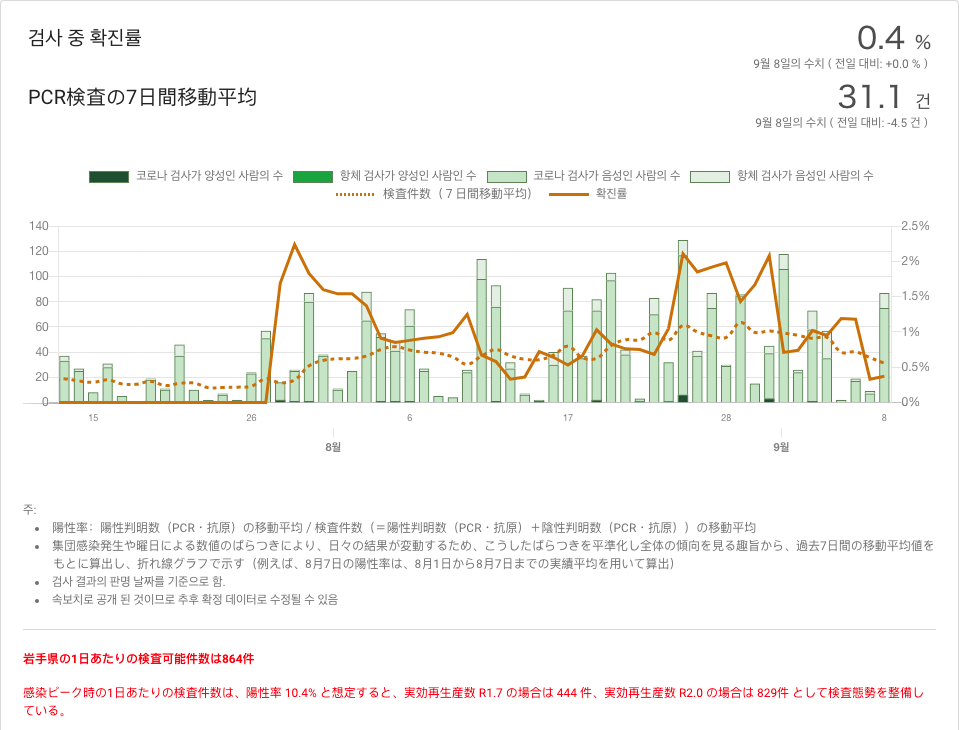 검사 중 확진률
0.4 %
9월 8일의 수치 ( 전일 대비: +0.0 % )
PCR検査の7日間移動平均
31.1 건
9월 8일의 수치 ( 전일 대비: -4.5 건 )
코로나 검사가 양성인 사람의 수 항체 검사가 양성인 사람인 수 코로나 검사가 음성인 사람의 수 항체 검사가 음성인 사람의 수
検査件数（７日間移動平均） 확진률
140 2.5%
120 2%
100 1.5%
80
60 1%
40 0.5%
20
0 0%
15 26 6 17 28 8
8월 9월
주:
陽性率：陽性判明数（PCR・抗原）の移動平均 / 検査件数（＝陽性判明数（PCR・抗原）＋陰性判明数（PCR・抗原））の移動平均
集団感染発生や曜日による数値のばらつきにより、日々の結果が変動するため、こうしたばらつきを平準化し全体の傾向を見る趣旨から、過去7日間の移動平均値を
もとに算出し、折れ線グラフで示す（例えば、8月7日の陽性率は、8月1日から8月7日までの実績平均を用いて算出）
검사 결과의 판명 날짜를 기준으로 함.
속보치로 공개 된 것이므로 추후 확정 데이터로 수정될 수 있음
岩手県の1日あたりの検査可能件数は864件
感染ピーク時の1日あたりの検査件数は、陽性率 10.4% と想定すると、実効再生産数 R1.7 の場合は 444 件、実効再生産数 R2.0 の場合は 829件 として検査態勢を整備し
ている。